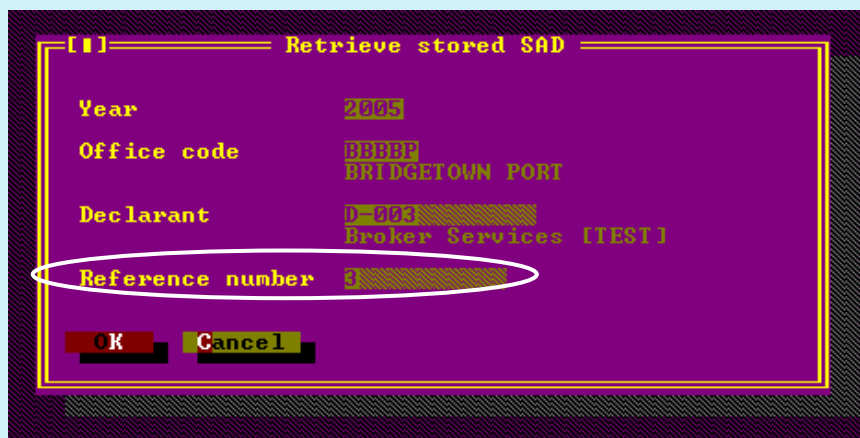 [▮] Retrieve stored SAD
Year 2005
Office code BBBBP
BRIDGETOWN PORT
Declarant D-003
Broker Services [TEST]
Reference number 3
OK Cancel